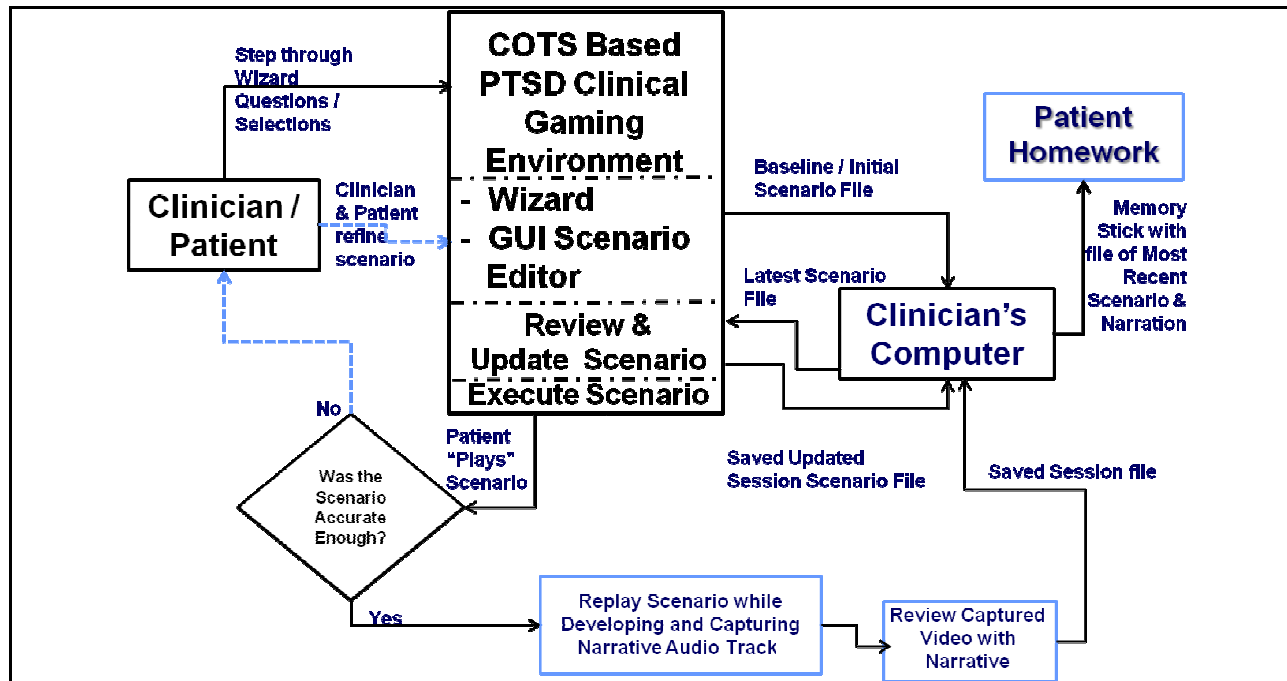 Step through
Wizard
Questions /
Selections
COTS Based
PTSD Clinical
Gaming
Environment
- Wizard
- GUI Scenario
Editor
Review &
Update Scenario
Execute Scenario
Clinician /
Patient
Clinician
& Patient
refine
scenario
Baseline / Initial
Scenario File
Latest Scenario
File
Patient
Homework
Memory
Stick with
file of Most
Recent
Scenario &
Narration
Clinician’s
Computer
No
Was the
Scenario
Accurate
Enough?
Patient
“Plays”
Scenario
Saved Updated
Session Scenario File
Saved Session file
Yes
Replay Scenario while
Developing and Capturing
Narrative Audio Track
Review Captured
Video with
Narrative